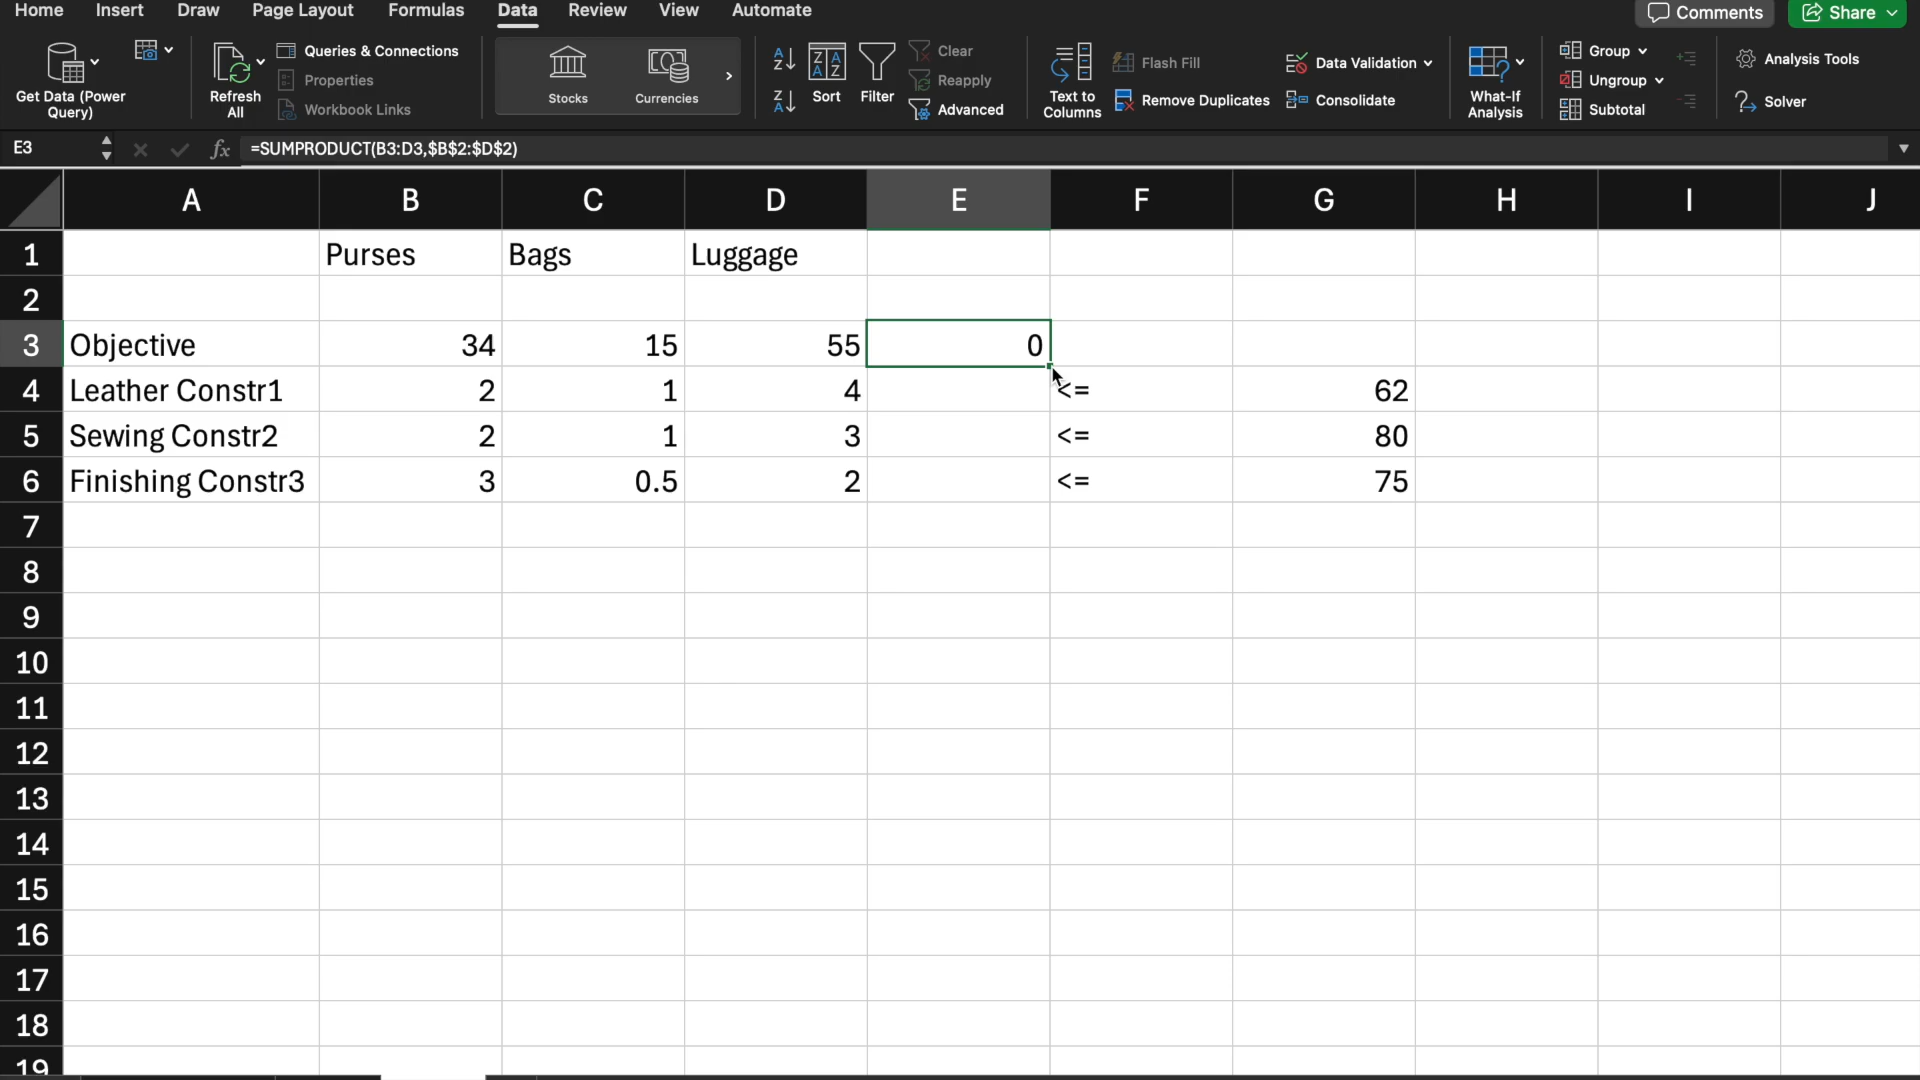 Home Insert Draw Page Layout Formulas Data Review View Automate Comments Share
Get Data (Power Query)
Refresh All
Queries & Connections
Properties
Workbook Links
Stocks Currencies
Sort Filter
Clear
Reapply
Advanced
Text to Columns
Flash Fill
Remove Duplicates
Data Validation
Consolidate
What-If Analysis
Group
Ungroup
Subtotal
Analysis Tools
Solver
E3 fx =SUMPRODUCT(B3:D3,$B$2:$D$2)
A B C D E F G H I J
1 Purses Bags Luggage
2
3 Objective 34 15 55 0
4 Leather Constr1 2 1 4 <= 62
5 Sewing Constr2 2 1 3 <= 80
6 Finishing Constr3 3 0.5 2 <= 75
7
8
9
10
11
12
13
14
15
16
17
18
19